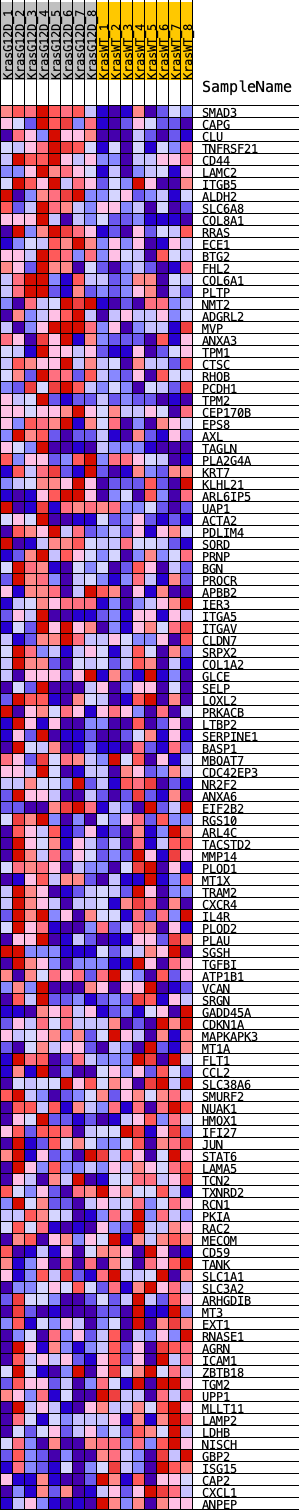 KrasG12D_1
KrasG12D_2
KrasG12D_3
KrasG12D_4
KrasG12D_5
KrasG12D_6
KrasG12D_7
KrasG12D_8
KrasWT_1
KrasWT_2
KrasWT_3
KrasWT_4
KrasWT_5
KrasWT_6
KrasWT_7
KrasWT_8
SampleName
SMAD3
CAPG
CLU
TNFRSF21
CD44
LAMC2
ITGB5
ALDH2
SLC6A8
COL8A1
RRAS
ECE1
BTG2
FHL2
COL6A1
PLTP
NMT2
ADGRL2
MVP
ANXA3
TPM1
CTSC
RHOB
PCDH1
TPM2
CEP170B
EPS8
AXL
TAGLN
PLA2G4A
KRT7
KLHL21
ARL6IP5
UAP1
ACTA2
PDLIM4
SORD
PRNP
BGN
PROCR
APBB2
IER3
ITGA5
ITGAV
CLDN7
SRPX2
COL1A2
GLCE
SELP
LOXL2
PRKACB
LTBP2
SERPINE1
BASP1
MBOAT7
CDC42EP3
NR2F2
ANXA6
EIF2B2
RGS10
ARL4C
TACSTD2
MMP14
PLOD1
MT1X
TRAM2
CXCR4
IL4R
PLOD2
PLAU
SGSH
TGFBI
ATP1B1
VCAN
SRGN
GADD45A
CDKN1A
MAPKAPK3
MT1A
FLT1
CCL2
SLC38A6
SMURF2
NUAK1
HMOX1
IFI27
JUN
STAT6
LAMA5
TCN2
TXNRD2
RCN1
PKIA
RAC2
MECOM
CD59
TANK
SLC1A1
SLC3A2
ARHGDIB
MT3
EXT1
RNASE1
AGRN
ICAM1
ZBTB18
TGM2
UPP1
MLLT11
LAMP2
LDHB
NISCH
GBP2
ISG15
CAP2
CXCL1
ANPEP